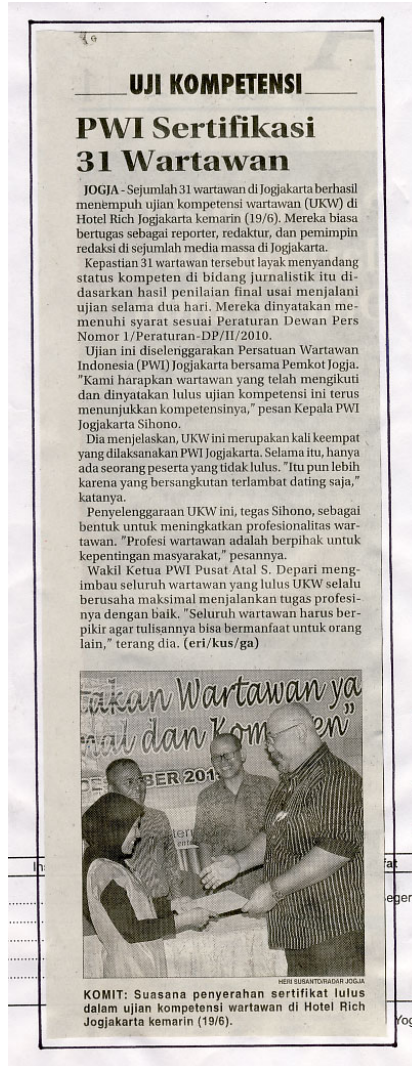 UJI KOMPETENSI
PWI Sertifikasi
31 Wartawan
JOGJA - Sejumlah 31 wartawan di Jogjakarta berhasil
menempuh ujian kompetensi wartawan (UKW) di
Hotel Rich Jogjakarta kemarin (19/6). Mereka biasa
bertugas sebagai reporter, redaktur, dan pemimpin
redaksi di sejumlah media massa di Jogjakarta.
Kepastian 31 wartawan tersebut layak menyandang
status kompeten di bidang jurnalistik itu di-
dasarkan hasil penilaian final usai menjalani
ujian selama dua hari. Mereka dinyatakan me-
menuhi syarat sesuai Peraturan Dewan Pers
Nomor 1/Peraturan-DP/II/2010.
Ujian ini diselenggarakan Persatuan Wartawan
Indonesia (PWI) Jogjakarta bersama Pemkot Jogja.
"Kami harapkan wartawan yang telah mengikuti
dan dinyatakan lulus ujian kompetensi ini terus
menunjukkan kompetensinya," pesan Kepala PWI
Jogjakarta Sihono.
Dia menjelaskan, UKW ini merupakan kali keempat
yang dilaksanakan PWI Jogjakarta. Selama itu, hanya
ada seorang peserta yang tidak lulus. "Itu pun lebih
karena yang bersangkutan terlambat dating saja,"
katanya.
Penyelenggaraan UKW ini, tegas Sihono, sebagai
bentuk untuk meningkatkan profesionalitas war-
tawan. "Profesi wartawan adalah berpihak untuk
kepentingan masyarakat," pesannya.
Wakil Ketua PWI Pusat Atal S. Depari meng-
imbau seluruh wartawan yang lulus UKW selalu
berusaha maksimal menjalankan tugas profesi-
nya dengan baik. "Seluruh wartawan harus ber-
pikir agar tulisannya bisa bermanfaat untuk orang
lain," terang dia. (eri/kus/ga)
takan Wartawan ya
nal dan Kompeten"
HERI SUSANTO/RADAR JOGJA
KOMIT: Suasana penyerahan sertifikat lulus
dalam ujian kompetensi wartawan di Hotel Rich
Jogjakarta kemarin (19/6).